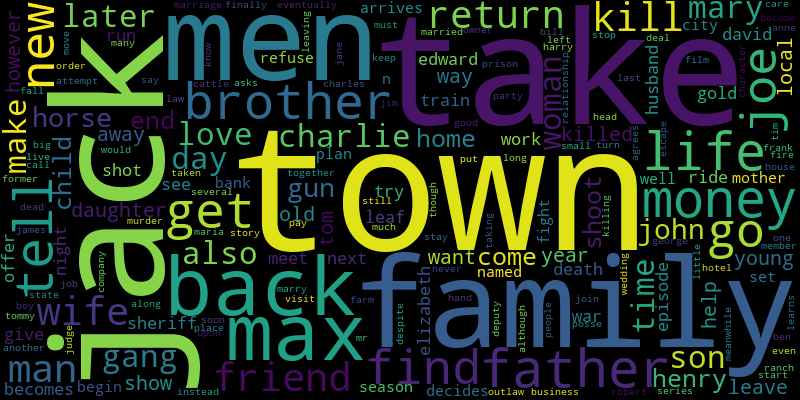 town
take
family
jack
men
back
max
life
money
get
go
find
father
brother
tell
new
make
man
wife
gang
friend
son
henry
time
joe
kill
mary
return
later
however
horse
child
daughter
night
offer
give
becomes
begin
show
sheriff
also
day
see
away
end
love
charlie
home
gun
old
plan
try
leaf
tom
meet
next
want
come
named
year
death
war
fight
shoot
john
young
set
help
episode
leave
decides
elizabeth
season
outlaw
business
husband
woman
killed
work
way
train
edward
refuse
arrives
city
david
gold
local
well
ride
mother
shot
bank
run
marriage
finally
eventually
leaving
know
jane
must
keep
married
owner
left
bill
harry
stop
deal
care
become
anne
move
many
order
attempt
say
cattle
asks
law
charles
jim
prison
party
relationship
last
film
character
fall
big
live
call
former
would
taken
several
together
put
good
long
small
turn
head
agrees
escape
tim
frank
fire
house
dead
james
murder
maria
story
pay
still
much
though
stay
taking
killing
george
one
member
little
hotel
wedding
state
job
boy
tommy
another
company
along
judge
soon
place
upon
instead
marry
visit
mr
farm
despite
never
hand
deputy
although
people
join
posse
robert
series
meanwhile
even
ben
learns
ranch
start
n